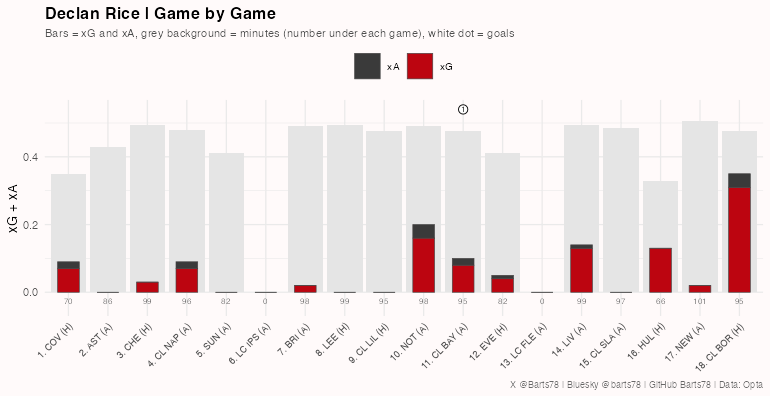 Declan Rice | Game by Game
Bars = xG and xA, grey background = minutes (number under each game), white dot = goals
xA xG
1
xG + xA
0.4
0.2
0.0
70 86 99 96 82 0 98 99 95 98 95 82 0 99 97 66 101 95
1. COV (H)
2. AST (A)
3. CHE (H)
4. CL NAP (A)
5. SUN (A)
6. LC IPS (A)
7. BRI (A)
8. LEE (H)
9. CL LIL (H)
10. NOT (A)
11. CL BAY (A)
12. EVE (H)
13. LC FLE (A)
14. LIV (A)
15. CL SLA (A)
16. HUL (H)
17. NEW (A)
18. CL BOR (H)
X @Barts78 | Bluesky @barts78 | GitHub Barts78 | Data: Opta